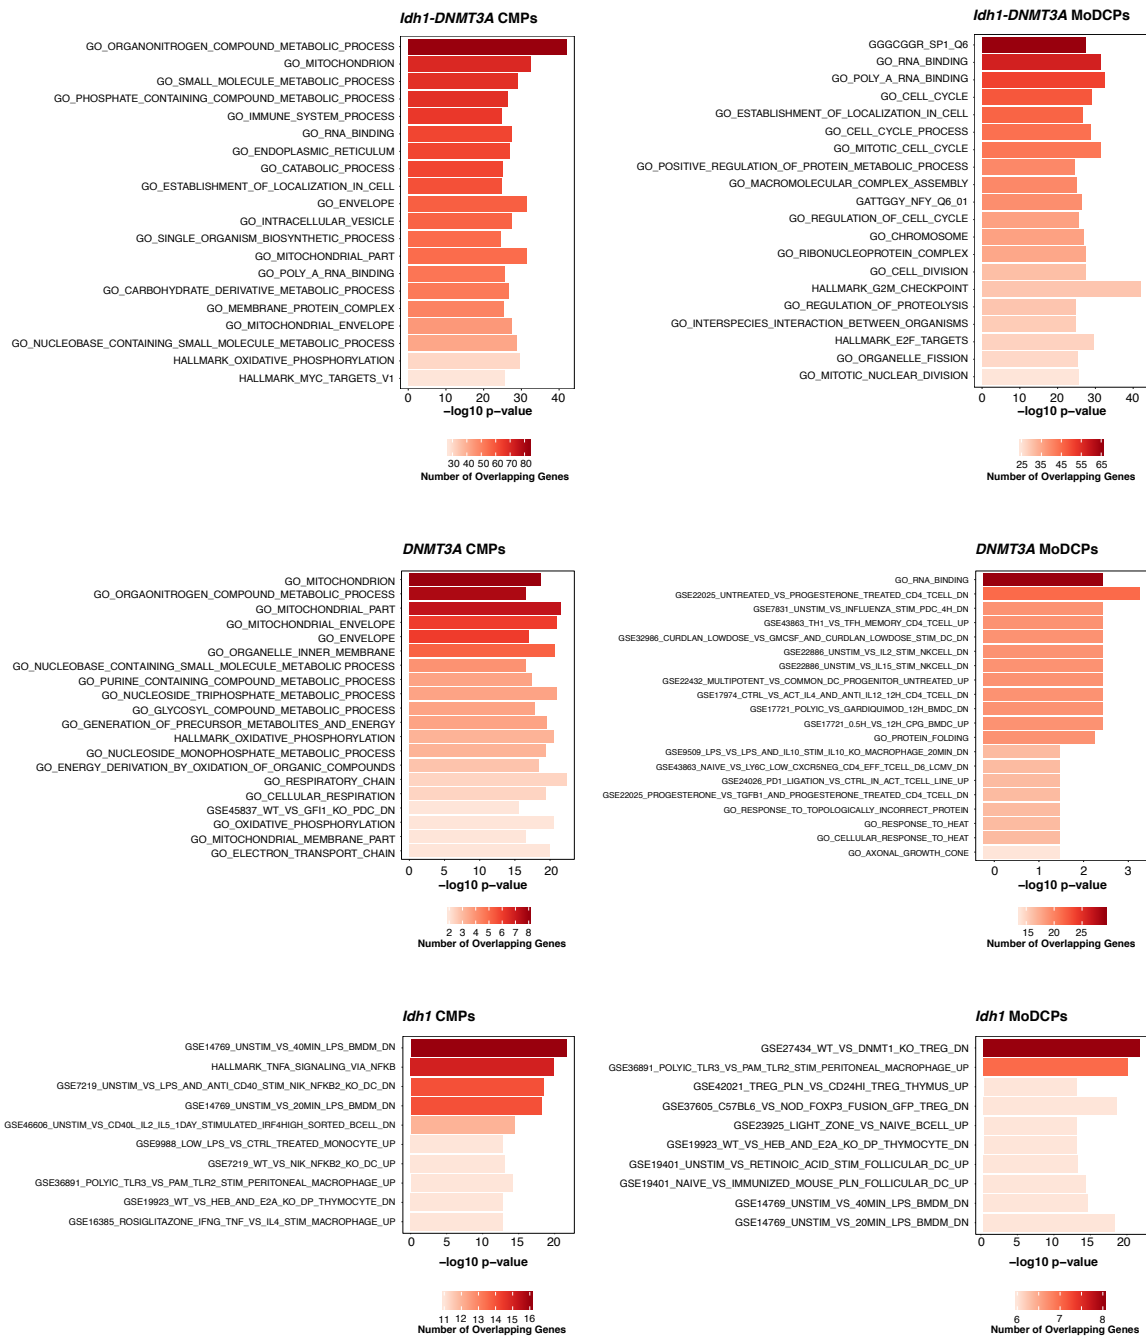 Idh1-DNMT3A CMPs
GO_ORGANONITROGEN_COMPOUND_METABOLIC_PROCESS
GO_MITOCHONDRION
GO_SMALL_MOLECULE_METABOLIC_PROCESS
GO_PHOSPHATE_CONTAINING_COMPOUND_METABOLIC_PROCESS
GO_IMMUNE_SYSTEM_PROCESS
GO_RNA_BINDING
GO_ENDOPLASMIC_RETICULUM
GO_CATABOLIC_PROCESS
GO_ESTABLISHMENT_OF_LOCALIZATION_IN_CELL
GO_ENVELOPE
GO_INTRACELLULAR_VESICLE
GO_SINGLE_ORGANISM_BIOSYNTHETIC_PROCESS
GO_MITOCHONDRIAL_PART
GO_POLY_A_RNA_BINDING
GO_CARBOHYDRATE_DERIVATIVE_METABOLIC_PROCESS
GO_MEMBRANE_PROTEIN_COMPLEX
GO_MITOCHONDRIAL_ENVELOPE
GO_NUCLEOBASE_CONTAINING_SMALL_MOLECULE_METABOLIC_PROCESS
HALLMARK_OXIDATIVE_PHOSPHORYLATION
HALLMARK_MYC_TARGETS_V1
0 10 20 30 40
−log10 p−value
30 40 50 60 70 80
Number of Overlapping Genes
Idh1-DNMT3A MoDCPs
GGGCGGR_SP1_Q6
GO_RNA_BINDING
GO_POLY_A_RNA_BINDING
GO_CELL_CYCLE
GO_ESTABLISHMENT_OF_LOCALIZATION_IN_CELL
GO_CELL_CYCLE_PROCESS
GO_MITOTIC_CELL_CYCLE
GO_POSITIVE_REGULATION_OF_PROTEIN_METABOLIC_PROCESS
GO_MACROMOLECULAR_COMPLEX_ASSEMBLY
GATTGGY_NFY_Q6_01
GO_REGULATION_OF_CELL_CYCLE
GO_CHROMOSOME
GO_RIBONUCLEOPROTEIN_COMPLEX
GO_CELL_DIVISION
HALLMARK_G2M_CHECKPOINT
GO_REGULATION_OF_PROTEOLYSIS
GO_INTERSPECIES_INTERACTION_BETWEEN_ORGANISMS
HALLMARK_E2F_TARGETS
GO_ORGANELLE_FISSION
GO_MITOTIC_NUCLEAR_DIVISION
0 10 20 30 40
−log10 p−value
25 35 45 55 65
Number of Overlapping Genes
DNMT3A CMPs
GO_MITOCHONDRION
GO_ORGAONITROGEN_COMPOUND_METABOLIC_PROCESS
GO_MITOCHONDRIAL_PART
GO_MITOCHONDRIAL_ENVELOPE
GO_ENVELOPE
GO_ORGANELLE_INNER_MEMBRANE
GO_NUCLEOBASE_CONTAINING_SMALL_MOLECULE_METABOLIC PROCESS
GO_PURINE_CONTAINING_COMPOUND_METABOLIC_PROCESS
GO_NUCLEOSIDE_TRIPHOSPHATE_METABOLIC_PROCESS
GO_GLYCOSYL_COMPOUND_METABOLIC_PROCESS
GO_GENERATION_OF_PRECURSOR_METABOLITES_AND_ENERGY
HALLMARK_OXIDATIVE_PHOSPHORYLATION
GO_NUCLEOSIDE_MONOPHOSPHATE_METABOLIC_PROCESS
GO_ENERGY_DERIVATION_BY_OXIDATION_OF_ORGANIC_COMPOUNDS
GO_RESPIRATORY_CHAIN
GO_CELLULAR_RESPIRATION
GSE45837_WT_VS_GFI1_KO_PDC_DN
GO_OXIDATIVE_PHOSPHORYLATION
GO_MITOCHONDRIAL_MEMBRANE_PART
GO_ELECTRON_TRANSPORT_CHAIN
0 5 10 15 20
−log10 p−value
2 3 4 5 6 7 8
Number of Overlapping Genes
DNMT3A MoDCPs
GO_RNA_BINDING
GSE22025_UNTREATED_VS_PROGESTERONE_TREATED_CD4_TCELL_DN
GSE7831_UNSTIM_VS_INFLUENZA_STIM_PDC_4H_DN
GSE43863_TH1_VS_TFH_MEMORY_CD4_TCELL_UP
GSE32986_CURDLAN_LOWDOSE_VS_GMCSF_AND_CURDLAN_LOWDOSE_STIM_DC_DN
GSE22886_UNSTIM_VS_IL2_STIM_NKCELL_DN
GSE22886_UNSTIM_VS_IL15_STIM_NKCELL_DN
GSE22432_MULTIPOTENT_VS_COMMON_DC_PROGENITOR_UNTREATED_UP
GSE17974_CTRL_VS_ACT_IL4_AND_ANTI_IL12_12H_CD4_TCELL_DN
GSE17721_POLYIC_VS_GARDIQUIMOD_12H_BMDC_DN
GSE17721_0.5H_VS_12H_CPG_BMDC_UP
GO_PROTEIN_FOLDING
GSE9509_LPS_VS_LPS_AND_IL10_STIM_IL10_KO_MACROPHAGE_20MIN_DN
GSE43863_NAIVE_VS_LY6C_LOW_CXCR5NEG_CD4_EFF_TCELL_D6_LCMV_DN
GSE24026_PD1_LIGATION_VS_CTRL_IN_ACT_TCELL_LINE_UP
GSE22025_PROGESTERONE_VS_TGFB1_AND_PROGESTERONE_TREATED_CD4_TCELL_DN
GO_RESPONSE_TO_TOPOLOGICALLY_INCORRECT_PROTEIN
GO_RESPONSE_TO_HEAT
GO_CELLULAR_RESPONSE_TO_HEAT
GO_AXONAL_GROWTH_CONE
0 1 2 3
−log10 p−value
15 20 25
Number of Overlapping Genes
Idh1 CMPs
GSE14769_UNSTIM_VS_40MIN_LPS_BMDM_DN
HALLMARK_TNFA_SIGNALING_VIA_NFKB
GSE7219_UNSTIM_VS_LPS_AND_ANTI_CD40_STIM_NIK_NFKB2_KO_DC_DN
GSE14769_UNSTIM_VS_20MIN_LPS_BMDM_DN
GSE46606_UNSTIM_VS_CD40L_IL2_IL5_1DAY_STIMULATED_IRF4HIGH_SORTED_BCELL_DN
GSE9988_LOW_LPS_VS_CTRL_TREATED_MONOCYTE_UP
GSE7219_WT_VS_NIK_NFKB2_KO_DC_UP
GSE36891_POLYIC_TLR3_VS_PAM_TLR2_STIM_PERITONEAL_MACROPHAGE_UP
GSE19923_WT_VS_HEB_AND_E2A_KO_DP_THYMOCYTE_DN
GSE16385_ROSIGLITAZONE_IFNG_TNF_VS_IL4_STIM_MACROPHAGE_UP
0 5 10 15 20
−log10 p−value
11 12 13 14 15 16
Number of Overlapping Genes
Idh1 MoDCPs
GSE27434_WT_VS_DNMT1_KO_TREG_DN
GSE36891_POLYIC_TLR3_VS_PAM_TLR2_STIM_PERITONEAL_MACROPHAGE_UP
GSE42021_TREG_PLN_VS_CD24HI_TREG_THYMUS_UP
GSE37605_C57BL6_VS_NOD_FOXP3_FUSION_GFP_TREG_DN
GSE23925_LIGHT_ZONE_VS_NAIVE_BCELL_UP
GSE19923_WT_VS_HEB_AND_E2A_KO_DP_THYMOCYTE_DN
GSE19401_UNSTIM_VS_RETINOIC_ACID_STIM_FOLLICULAR_DC_UP
GSE19401_NAIVE_VS_IMMUNIZED_MOUSE_PLN_FOLLICULAR_DC_UP
GSE14769_UNSTIM_VS_40MIN_LPS_BMDM_DN
GSE14769_UNSTIM_VS_20MIN_LPS_BMDM_DN
0 5 10 15 20
−log10 p−value
6 7 8
Number of Overlapping Genes